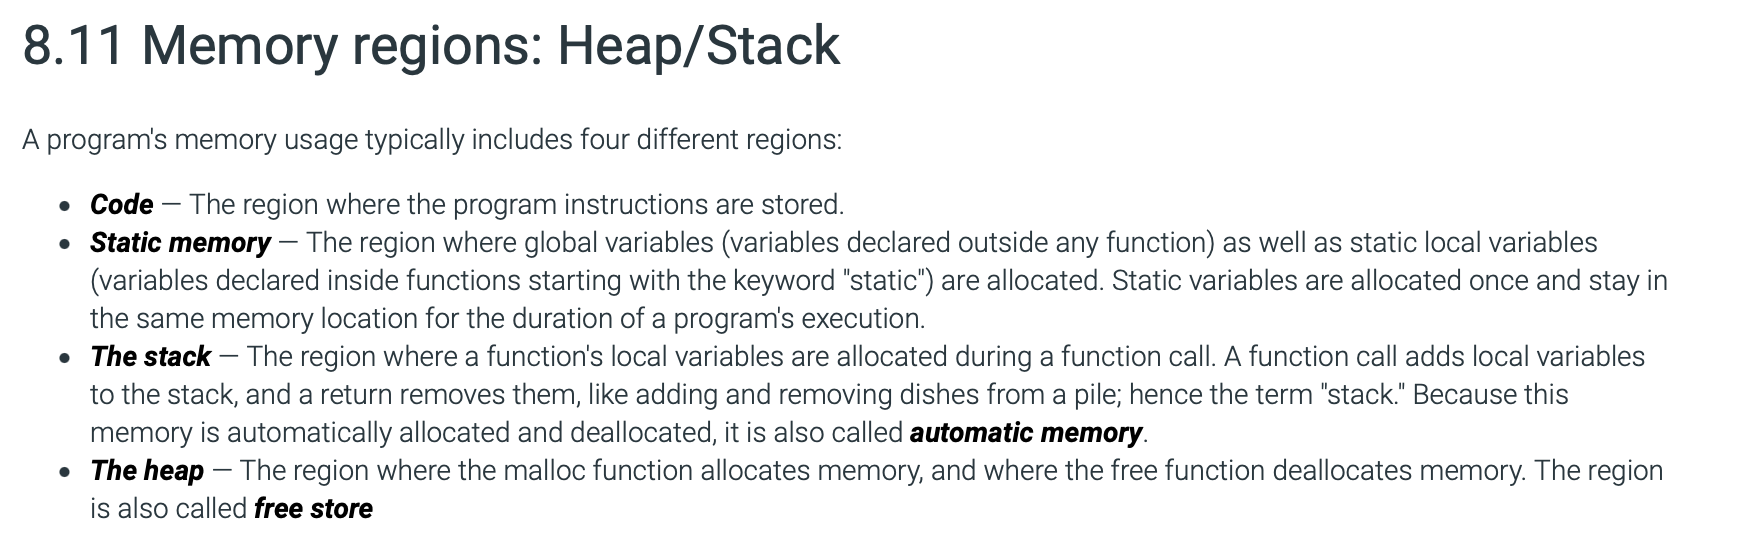 8.11 Memory regions: Heap/Stack
A program's memory usage typically includes four different regions:
• Code — The region where the program instructions are stored.
• Static memory — The region where global variables (variables declared outside any function) as well as static local variables
(variables declared inside functions starting with the keyword "static") are allocated. Static variables are allocated once and stay in
the same memory location for the duration of a program's execution.
• The stack — The region where a function's local variables are allocated during a function call. A function call adds local variables
to the stack, and a return removes them, like adding and removing dishes from a pile; hence the term "stack." Because this
memory is automatically allocated and deallocated, it is also called automatic memory.
• The heap — The region where the malloc function allocates memory, and where the free function deallocates memory. The region
is also called free store